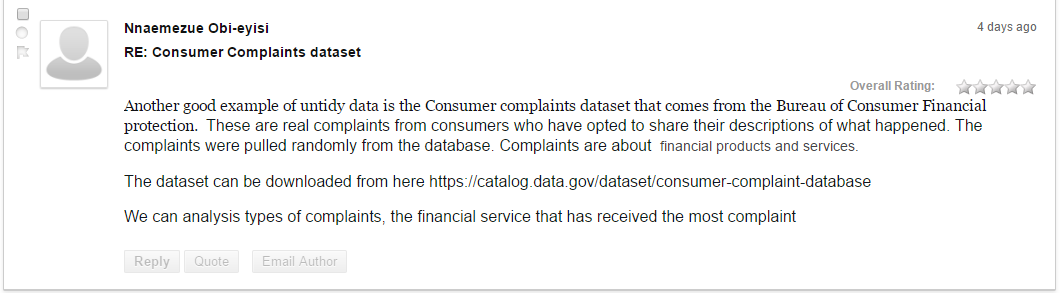 Nnaemezue Obi-eyisi
4 days ago
RE: Consumer Complaints dataset
Overall Rating:
Another good example of untidy data is the Consumer complaints dataset that comes from the Bureau of Consumer Financial
protection. These are real complaints from consumers who have opted to share their descriptions of what happened. The
complaints were pulled randomly from the database. Complaints are about financial products and services.
The dataset can be downloaded from here https://catalog.data.gov/dataset/consumer-complaint-database
We can analysis types of complaints, the financial service that has received the most complaint
Reply Quote Email Author